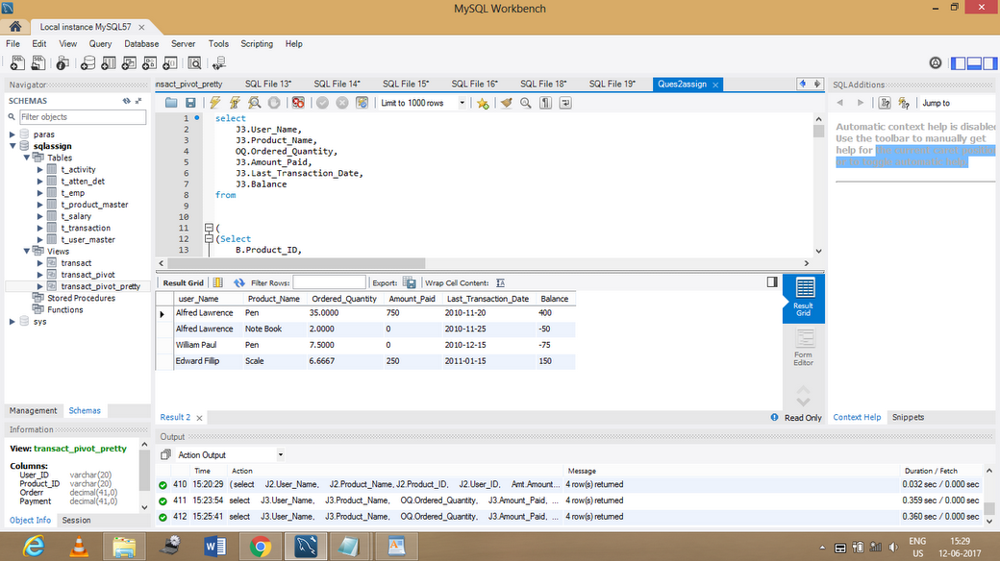 MySQL Workbench
Local instance MySQL57
File Edit View Query Database Server Tools Scripting Help
Navigator
SCHEMAS
Filter objects
paras
sqlassign
Tables
t_activity
t_atten_det
t_emp
t_product_master
t_salary
t_transaction
t_user_master
Views
transact
transact_pivot
transact_pivot_pretty
Stored Procedures
Functions
sys
Management Schemas
Information
View: transact_pivot_pretty
Columns:
User_ID varchar(20)
Product_ID varchar(20)
Orderr decimal(41,0)
Payment decimal(41,0)
Object Info Session
nsact_pivot_pretty SQL File 13* SQL File 14* SQL File 15* SQL File 16* SQL File 18* SQL File 19* Ques2assign
Limit to 1000 rows
1 select
2 J3.User_Name,
3 J3.Product_Name,
4 OQ.Ordered_Quantity,
5 J3.Amount_Paid,
6 J3.Last_Transaction_Date,
7 J3.Balance
8 from
9
10
11 (
12 (Select
13 B.Product_ID,
Result Grid Filter Rows: Export: Wrap Cell Content:
user_Name Product_Name Ordered_Quantity Amount_Paid Last_Transaction_Date Balance
Alfred Lawrence Pen 35.0000 750 2010-11-20 400
Alfred Lawrence Note Book 2.0000 0 2010-11-25 -50
William Paul Pen 7.5000 0 2010-12-15 -75
Edward Fillip Scale 6.6667 250 2011-01-15 150
Result Grid
Form Editor
Result 2
Read Only
SQLAdditions
Jump to
Automatic context help is disabled
Use the toolbar to manually get
help for
Context Help Snippets
Output
Action Output
Time Action Message Duration / Fetch
410 15:20:29 (select J2.User_Name, J2.Product_Name,J2.Product_ID, J2.User_ID, Amt.Amount... 4 row(s) returned 0.032 sec / 0.000 sec
411 15:23:54 select J3.User_Name, J3.Product_Name, OQ.Ordered_Quantity, J3.Amount_Paid, ... 4 row(s) returned 0.359 sec / 0.000 sec
412 15:25:41 select J3.User_Name, J3.Product_Name, OQ.Ordered_Quantity, J3.Amount_Paid, ... 4 row(s) returned 0.360 sec / 0.000 sec
ENG 15:29
US 12-06-2017